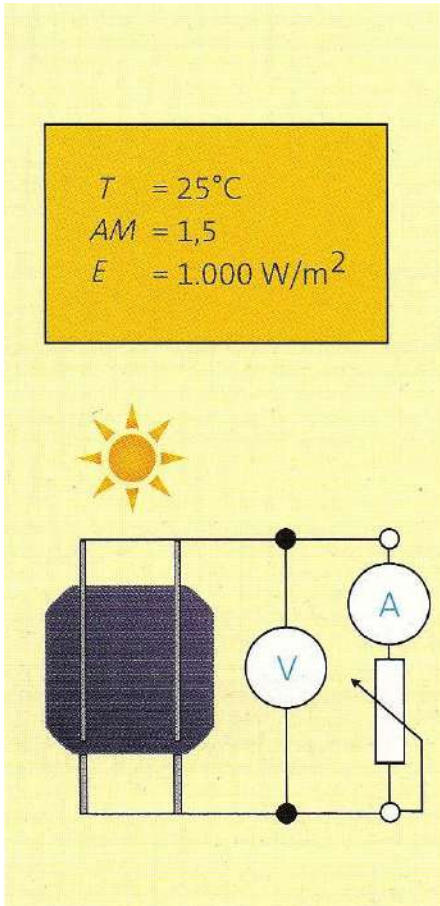 T = 25°C
AM = 1,5
E = 1.000 W/m²
V
A